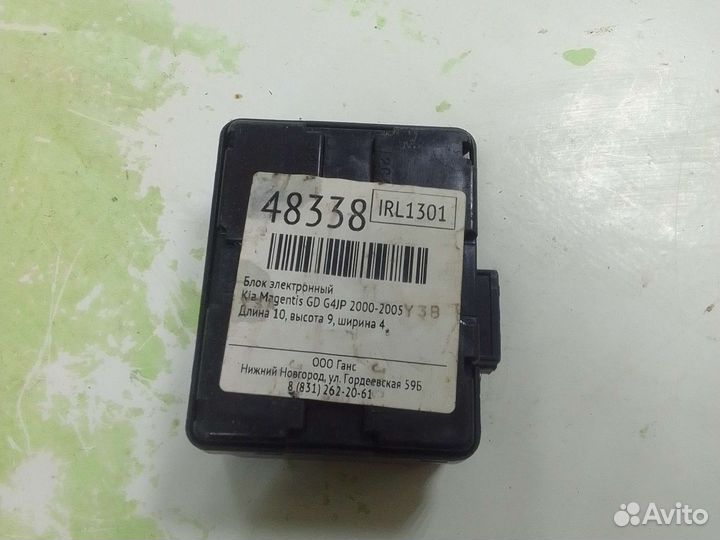 48338 IRL1301
Блок электронный
Kia Magentis GD G4JP 2000-2005
Y3B
Длина 10, высота 9, ширина 4
ООО Ганс
Нижний Новгород, ул. Гордеевская 59Б
8 (831) 262-20-61
Avito